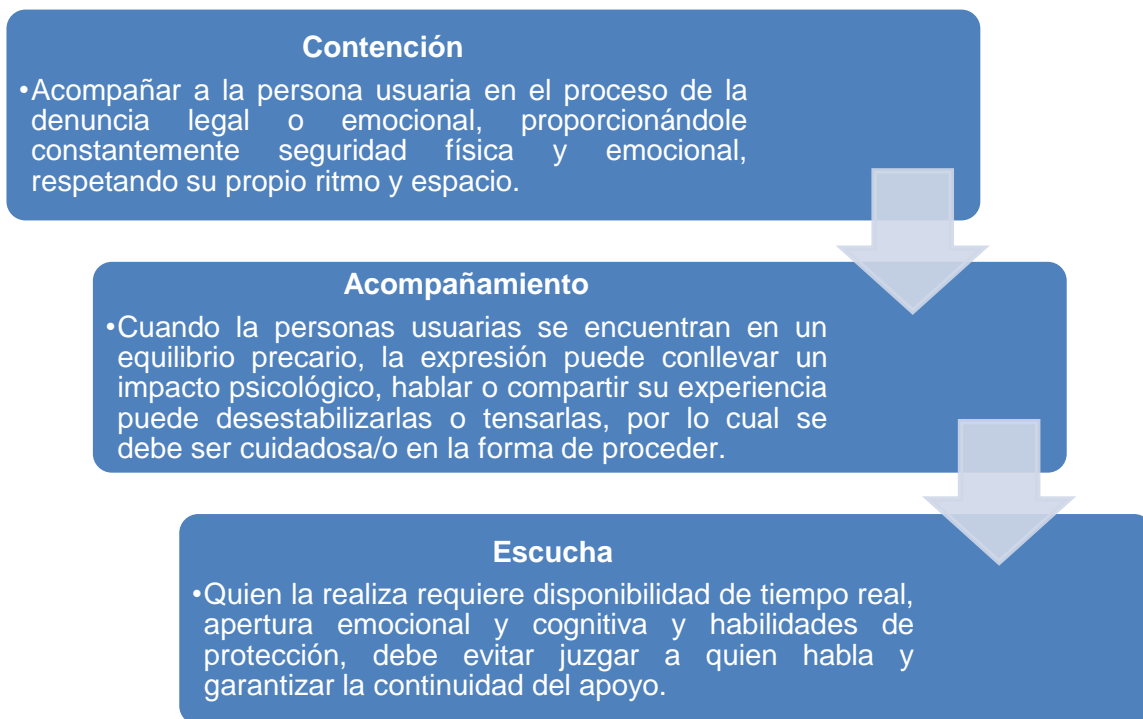 Contención
•Acompañar a la persona usuaria en el proceso de la
denuncia legal o emocional, proporcionándole
constantemente seguridad física y emocional,
respetando su propio ritmo y espacio.
Acompañamiento
•Cuando la personas usuarias se encuentran en un
equilibrio precario, la expresión puede conllevar un
impacto psicológico, hablar o compartir su experiencia
puede desestabilizarlas o tensarlas, por lo cual se
debe ser cuidadosa/o en la forma de proceder.
Escucha
•Quien la realiza requiere disponibilidad de tiempo real,
apertura emocional y cognitiva y habilidades de
protección, debe evitar juzgar a quien habla y
garantizar la continuidad del apoyo.